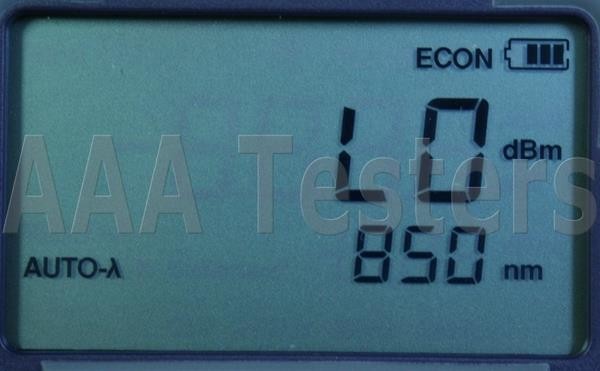 ECON
LO dBm
AAA Testers
AUTO-λ 850 nm